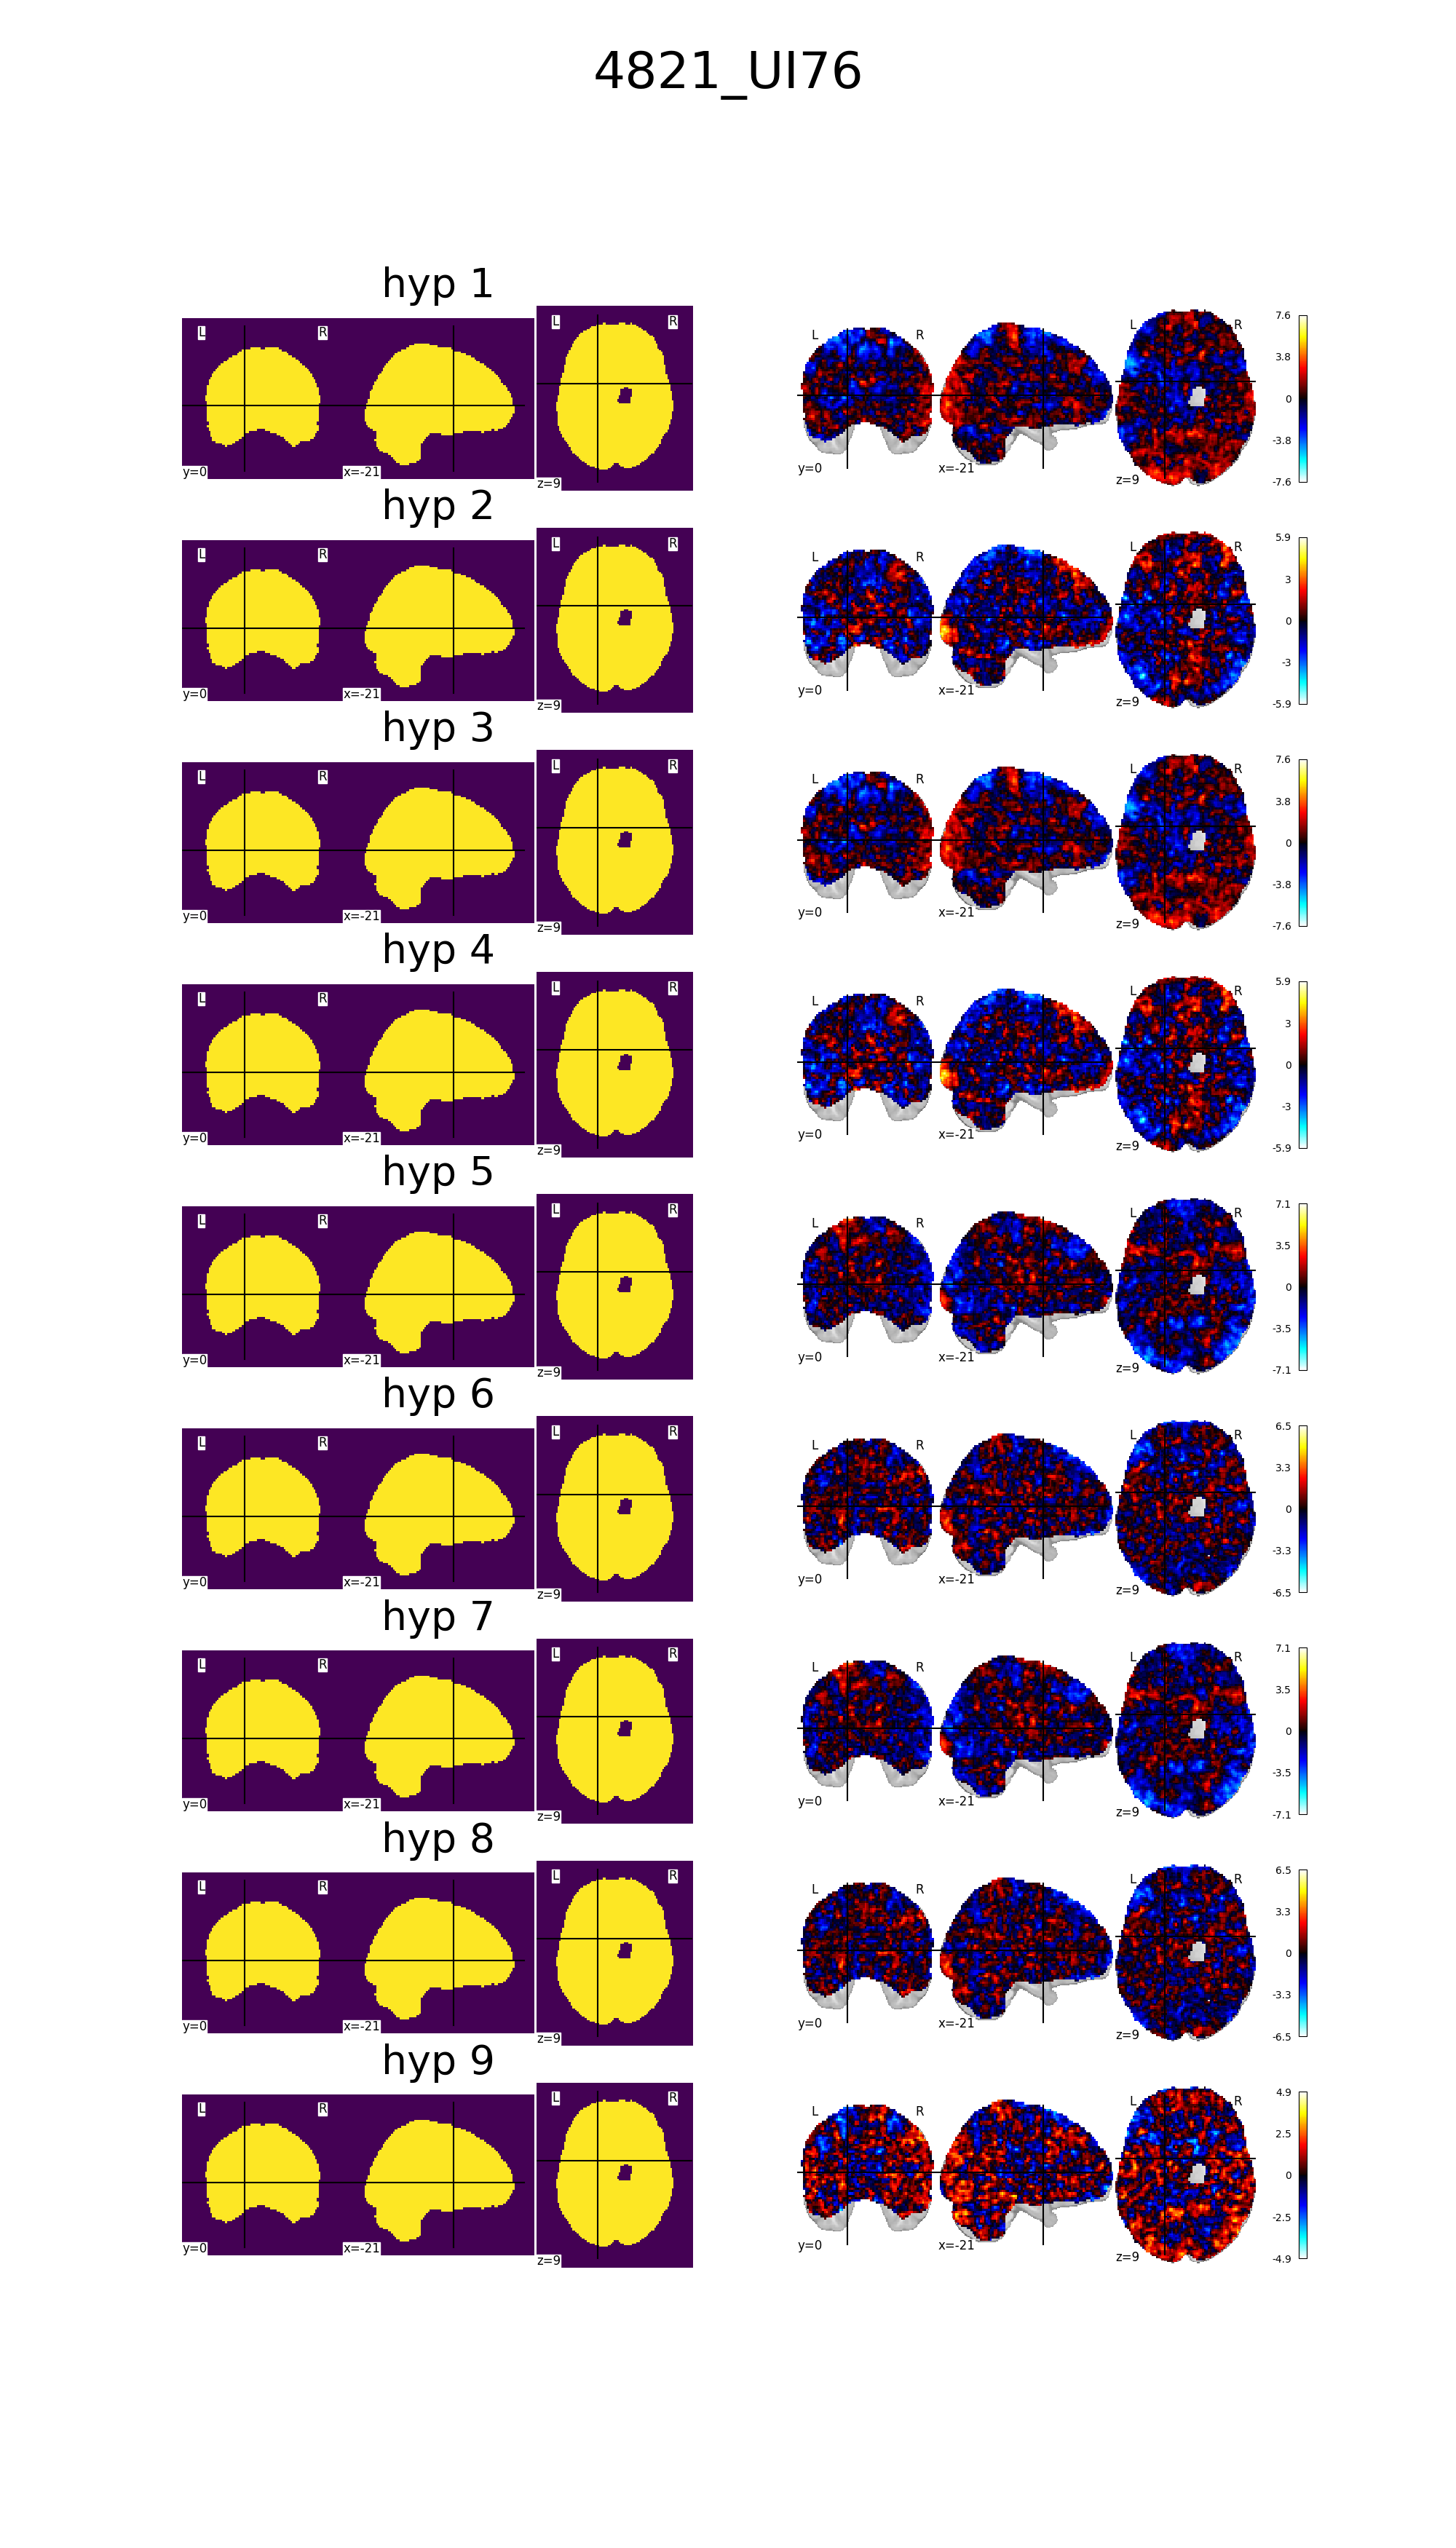 4821_UI76
hyp 1
L R L R L R L R 7.6
3.8
0
-3.8
-7.6
y=0 x=-21 z=9 y=0 x=-21 z=9
hyp 2
L R L R L R L R 5.9
3
0
-3
-5.9
y=0 x=-21 z=9 y=0 x=-21 z=9
hyp 3
L R L R L R L R 7.6
3.8
0
-3.8
-7.6
y=0 x=-21 z=9 y=0 x=-21 z=9
hyp 4
L R L R L R L R 5.9
3
0
-3
-5.9
y=0 x=-21 z=9 y=0 x=-21 z=9
hyp 5
L R L R L R L R 7.1
3.5
0
-3.5
-7.1
y=0 x=-21 z=9 y=0 x=-21 z=9
hyp 6
L R L R L R L R 6.5
3.3
0
-3.3
-6.5
y=0 x=-21 z=9 y=0 x=-21 z=9
hyp 7
L R L R L R L R 7.1
3.5
0
-3.5
-7.1
y=0 x=-21 z=9 y=0 x=-21 z=9
hyp 8
L R L R L R L R 6.5
3.3
0
-3.3
-6.5
y=0 x=-21 z=9 y=0 x=-21 z=9
hyp 9
L R L R L R L R 4.9
2.5
0
-2.5
-4.9
y=0 x=-21 z=9 y=0 x=-21 z=9